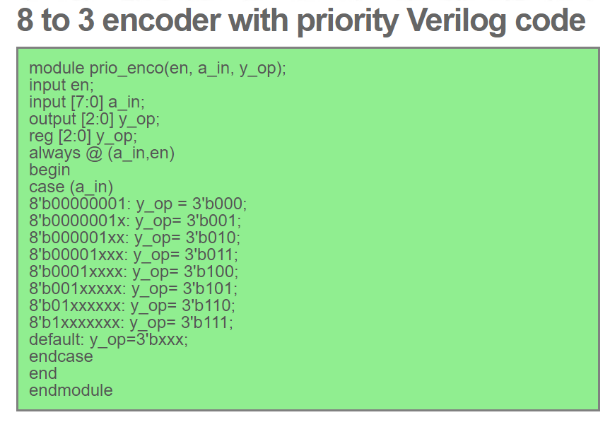 8 to 3 encoder with priority Verilog code
module prio_enco(en, a_in, y_op);
input en;
input [7:0] a_in;
output [2:0] y_op;
reg [2:0] y_op;
always @ (a_in,en)
begin
case (a_in)
8'b00000001: y_op = 3'b000;
8'b0000001x: y_op= 3'b001;
8'b000001xx: y_op= 3'b010;
8'b00001xxx: y_op= 3'b011;
8'b0001xxxx: y_op= 3'b100;
8'b001xxxxx: y_op= 3'b101;
8'b01xxxxxx: y_op= 3'b110;
8'b1xxxxxxx: y_op= 3'b111;
default: y_op=3'bxxx;
endcase
end
endmodule